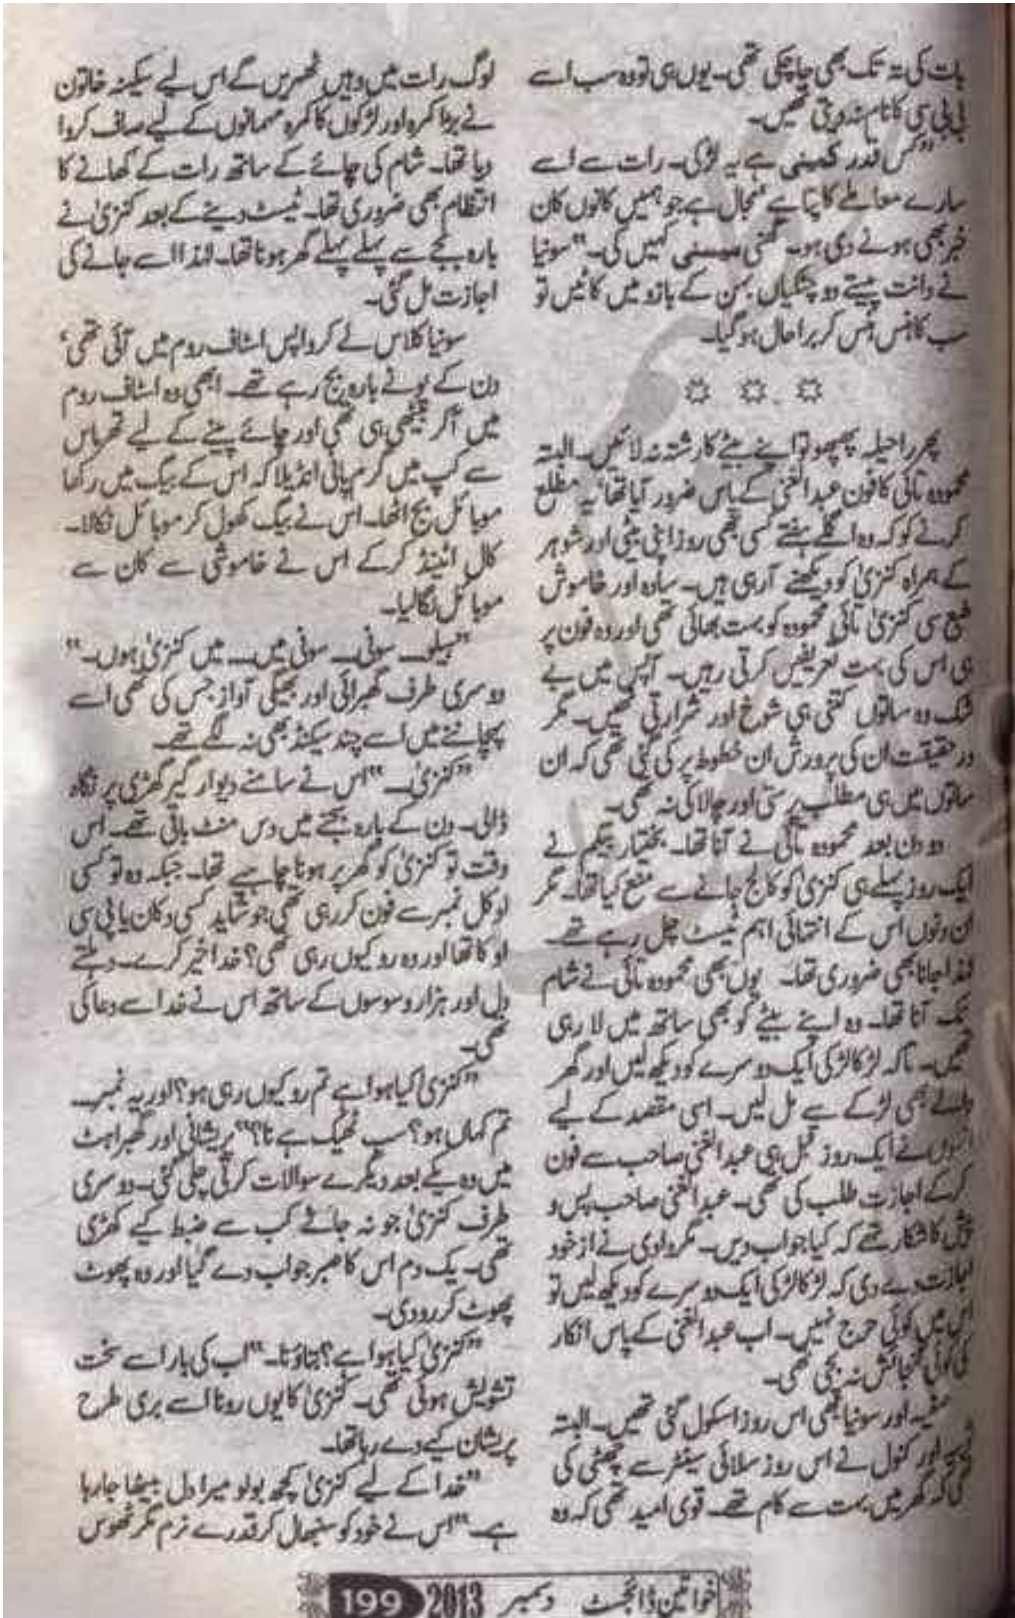 بات کی تہ تک بھی جا چکی تھی۔ یوں ہی تو وہ سب اسے
بی بی سی کا نام نہ دیتی تھیں۔
”کس قدر کمینی ہے یہ لڑکی۔ رات سے اسے
سارے معاملے کا پتا ہے مجال ہے جو ہمیں کانوں کان
خبر بھی ہونے دی ہو۔ گھنی میسنی کہیں کی۔“ سونیا
نے دانت پیستے دو چٹکیاں بہن کے بازو میں کاٹیں تو
سب کا ہنس ہنس کر برا حال ہو گیا۔
پھر راحیلہ پھپھو تو اپنے بیٹے کا رشتہ نہ لائیں۔ البتہ
محمودہ تائی کا فون عبدالغنی کے پاس ضرور آیا تھا‘ یہ مطلع
کرنے کو کہ وہ اگلے ہفتے کسی بھی روز اپنی بیٹی اور شوہر
کے ہمراہ کنزیٰ کو دیکھنے آ رہی ہیں۔ سادہ اور خاموش
طبع سی کنزیٰ تائی محمودہ کو بہت بھائی تھی اور وہ فون پر
ہی اس کی بہت تعریفیں کرتی رہیں۔ آپس میں بے
شک وہ ساتوں کتنی ہی شوخ اور شرارتی تھیں۔ مگر
در حقیقت ان کی پرورش ان خطوط پر کی گئی تھی کہ ان
ساتوں میں ہی مطلب پرستی اور چالاکی نہ تھی۔
دو دن بعد محمودہ تائی نے آنا تھا۔ بختیار بیگم نے
ایک روز پہلے ہی کنزیٰ کو کالج جانے سے منع کیا تھا۔ مگر
ان دنوں اس کے انتہائی اہم ٹیسٹ چل رہے تھے۔
لہٰذا جانا بھی ضروری تھا۔ یوں بھی محمودہ تائی نے شام
تک آنا تھا۔ وہ اپنے بیٹے کو بھی ساتھ میں لا رہی
تھیں۔ تاکہ لڑکا لڑکی ایک دوسرے کو دیکھ لیں اور گھر
والے بھی لڑکے سے مل لیں۔ اسی مقصد کے لیے
انہوں نے ایک روز قبل ہی عبدالغنی صاحب سے فون
کرکے اجازت طلب کی تھی۔ عبدالغنی صاحب پس و
پیش کا شکار تھے کہ کیا جواب دیں۔ مگر دادی نے از خود
اجازت دے دی کہ لڑکا لڑکی ایک دوسرے کو دیکھ لیں تو
اس میں کوئی حرج نہیں۔ اب عبدالغنی کے پاس انکار
کی کوئی گنجائش نہ بچی تھی۔
اور سونیا بھی اس روز اسکول گئی تھیں۔ البتہ
اور کنول نے اس روز سلائی سینٹر سے چھٹی کی
کہ گھر میں بہت سے کام تھے۔ قوی امید تھی کہ وہ
لوگ رات میں وہیں ٹھہریں گے اس لیے سکینہ خاتون
نے بڑا کمرہ اور لڑکوں کا کمرہ مہمانوں کے لیے صاف کروا
دیا تھا۔ شام کی چائے کے ساتھ رات کے کھانے کا
انتظام بھی ضروری تھا۔ ٹیسٹ دینے کے بعد کنزیٰ نے
بارہ بجے سے پہلے پہلے گھر ہونا تھا۔ لہٰذا اسے جانے کی
اجازت مل گئی۔
سونیا کلاس لے کر واپس اسٹاف روم میں آئی تھی‘
دن کے پونے بارہ بج رہے تھے۔ ابھی وہ اسٹاف روم
میں آکر بیٹھی ہی تھی اور چائے پینے کے لیے تھرماس
سے کپ میں گرم پانی انڈیلا کہ اس کے بیگ میں رکھا
موبائل بج اٹھا۔ اس نے بیگ کھول کر موبائل نکالا۔
کال اٹینڈ کرکے اس نے خاموشی سے کان سے
موبائل لگا لیا۔
”ہیلو۔ سونی۔ سونی میں۔ میں کنزیٰ ہوں۔“
دوسری طرف گھبرائی اور بھیگی آواز جس کی تھی اسے
پہچاننے میں اسے چند سیکنڈ بھی نہ لگے تھے۔
”کنزیٰ۔“ اس نے سامنے دیوار گیر گھڑی پر نگاہ
ڈالی۔ دن کے بارہ بجنے میں دس منٹ باقی تھے۔ اس
وقت تو کنزیٰ کو گھر پر ہونا چاہیے تھا۔ جبکہ وہ تو کسی
لوکل نمبر سے فون کر رہی تھی جو شاید کسی دکان یا پی سی
او کا تھا اور وہ رو کیوں رہی تھی؟ خدا خیر کرے۔ دہلتے
دل اور ہزار وسوسوں کے ساتھ اس نے خدا سے دعا کی
تھی۔
”کنزیٰ! کیا ہوا ہے تم رو کیوں رہی ہو؟ اور یہ نمبر۔
تم کہاں ہو؟ سب ٹھیک ہے نا؟“ پریشانی اور گھبراہٹ
میں وہ یکے بعد دیگرے سوالات کرتی چلی گئی۔ دوسری
طرف کنزیٰ جو نہ جانے کب سے ضبط کیے کھڑی
تھی۔ یک دم اس کا صبر جواب دے گیا اور وہ پھوٹ
پھوٹ کر رو دی۔
”کنزیٰ کیا ہوا ہے؟ بتاؤ نا۔“ اب کی بار اسے سخت
تشویش ہوئی تھی۔ کنزیٰ کا یوں رونا اسے بری طرح
پریشان کیے دے رہا تھا۔
”خدا کے لیے کنزیٰ کچھ بولو میرا دل بیٹھا جا رہا
ہے۔“ اس نے خود کو سنبھال کر قدرے نرم مگر ٹھوس
خواتین ڈائجسٹ دسمبر 2013 199